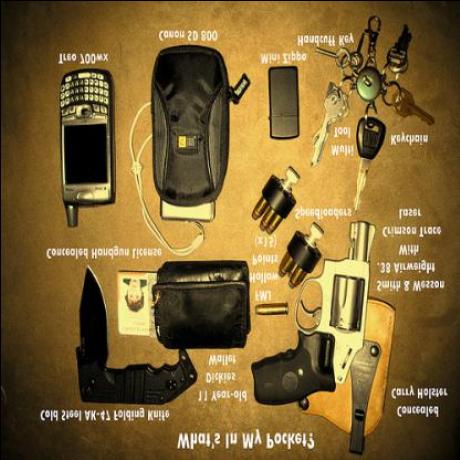 What's In My Pocket?
Cold Steel AK-47 Folding Knife
11 Year-old
Dickies
Wallet
Concealed
Carry Holster
Concealed Handgun License
FMJ
Hollow
Points
(x15)
Smith & Wesson
.38 Airweight
With
Crimson Trace
Laser
Speedloaders
Multi
Tool
Keychain
Treo 700wx
Canon SD 800
Mini Zippo
Handcuff Key